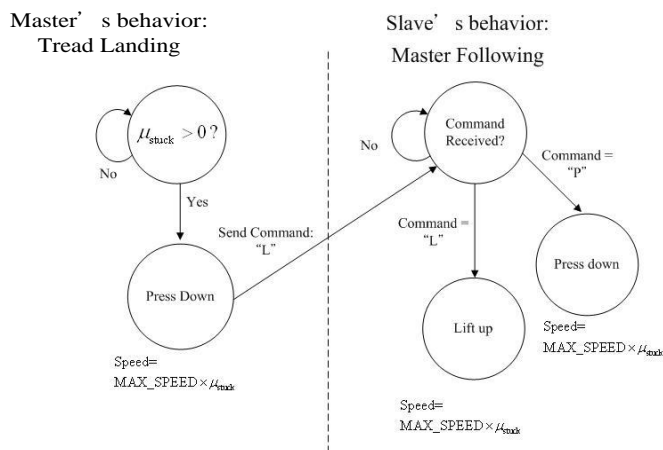 Master’s behavior:
Tread Landing
μstuck > 0 ?
No
Yes
Send Command:
“L”
Press Down
Speed=
MAX_SPEED×μstuck
Slave’s behavior:
Master Following
Command
Received?
No
Command =
“P”
Command =
“L”
Press down
Speed=
MAX_SPEED×μstuck
Lift up
Speed=
MAX_SPEED×μstuck